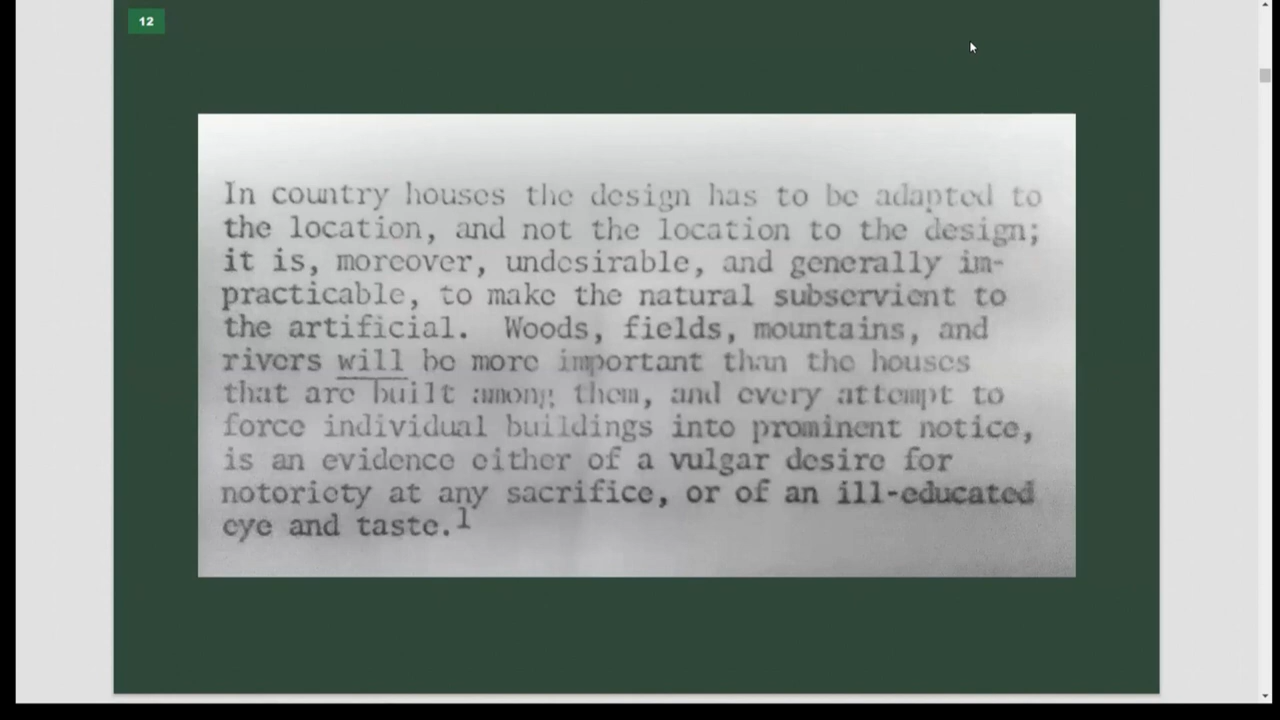 12
In country houses the design has to be adapted to
the location, and not the location to the design;
it is, moreover, undesirable, and generally im-
practicable, to make the natural subservient to
the artificial. Woods, fields, mountains, and
rivers will be more important than the houses
that are built among them, and every attempt to
force individual buildings into prominent notice,
is an evidence either of a vulgar desire for
notoriety at any sacrifice, or of an ill-educated
eye and taste.1